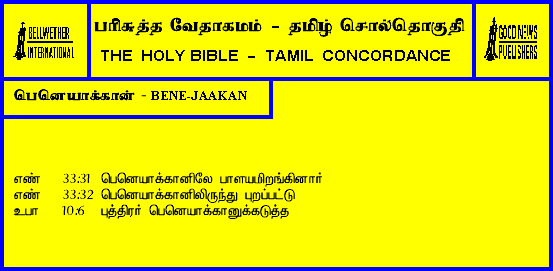 BELLWETHER
INTERNATIONAL
பரிசுத்த வேதாகமம் - தமிழ் சொல்தொகுதி
THE HOLY BIBLE - TAMIL CONCORDANCE
GOOD NEWS
PUBLISHERS
பெனெயாக்கான் - BENE-JAAKAN
எண் 33:31 பெனெயாக்கானிலே பாளயமிறங்கினார்
எண் 33:32 பெனெயாக்கானிலிருந்து புறப்பட்டு
உபா 10:6 புத்திரர் பெனெயாக்கானுக்கடுத்த